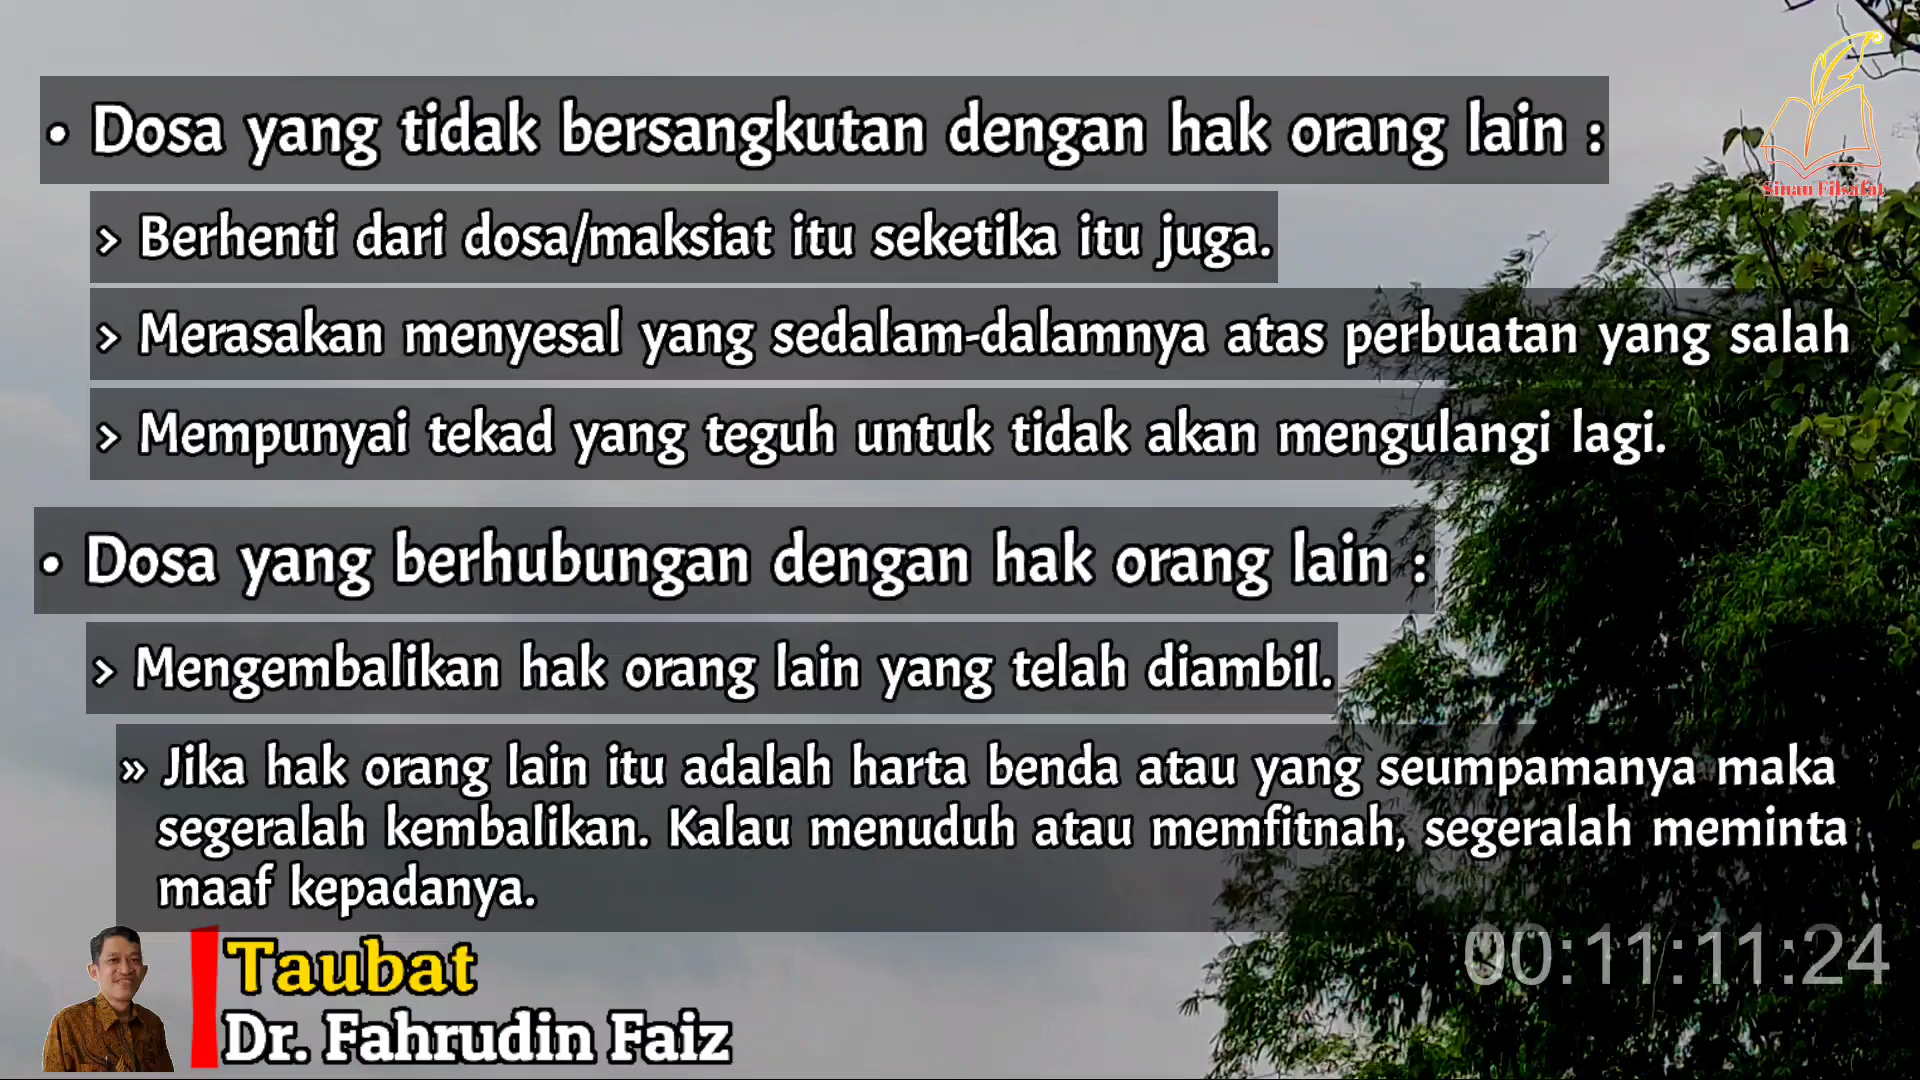 • Dosa yang tidak bersangkutan dengan hak orang lain :
> Berhenti dari dosa/maksiat itu seketika itu juga.
> Merasakan menyesal yang sedalam-dalamnya atas perbuatan yang salah
> Mempunyai tekad yang teguh untuk tidak akan mengulangi lagi.
• Dosa yang berhubungan dengan hak orang lain :
> Mengembalikan hak orang lain yang telah diambil.
» Jika hak orang lain itu adalah harta benda atau yang seumpamanya maka
segeralah kembalikan. Kalau menuduh atau memfitnah, segeralah meminta
maaf kepadanya.
Taubat
Dr. Fahrudin Faiz
00:11:11:24
Sinau Filsafat